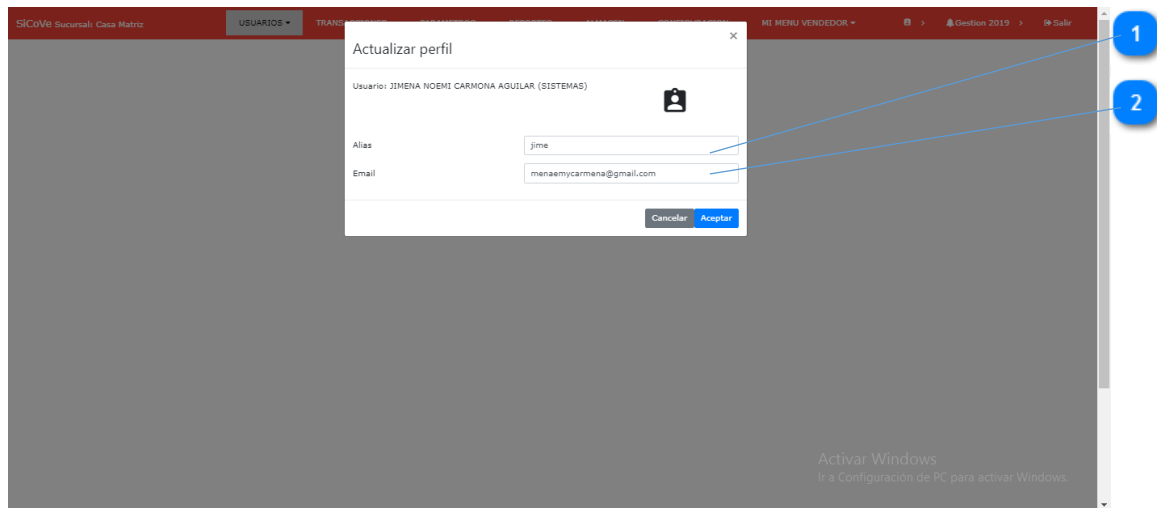 SiCoVe Sucursal: Casa Matriz
USUARIOS
MI MENU VENDEDOR
Gestion 2019
Salir
1
Actualizar perfil
×
Usuario: JIMENA NOEMI CARMONA AGUILAR (SISTEMAS)
2
Alias
jime
Email
menaemycarmena@gmail.com
Cancelar
Aceptar
Activar Windows
Ir a Configuración de PC para activar Windows.